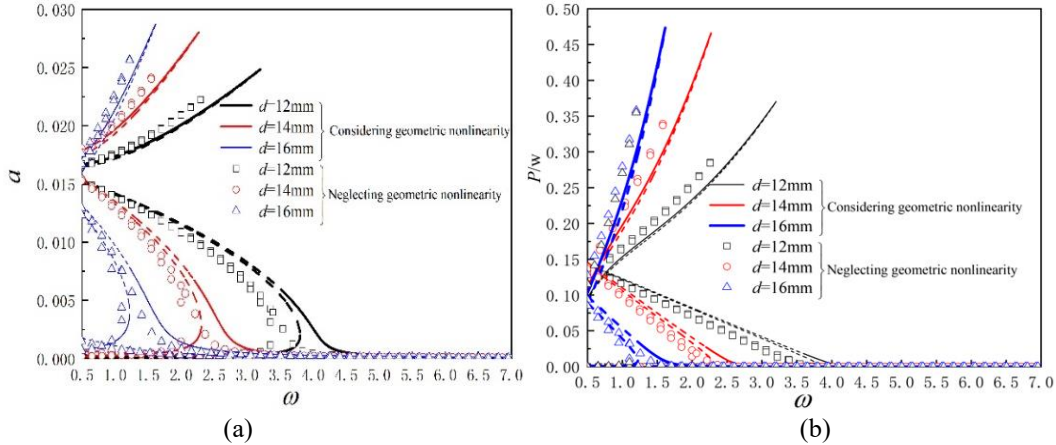 0.030
0.025
0.020
0.015
0.010
0.005
0.000
a
0.5 1.0 1.5 2.0 2.5 3.0 3.5 4.0 4.5 5.0 5.5 6.0 6.5 7.0
ω
d=12mm
d=14mm Considering geometric nonlinearity
d=16mm
d=12mm
d=14mm Neglecting geometric nonlinearity
d=16mm
(a)
0.50
0.45
0.40
0.35
0.30
0.25
0.20
0.15
0.10
0.05
0.00
P/w
0.5 1.0 1.5 2.0 2.5 3.0 3.5 4.0 4.5 5.0 5.5 6.0 6.5 7.0
ω
d=12mm
d=14mm Considering geometric nonlinearity
d=16mm
d=12mm
d=14mm Neglecting geometric nonlinearity
d=16mm
(b)